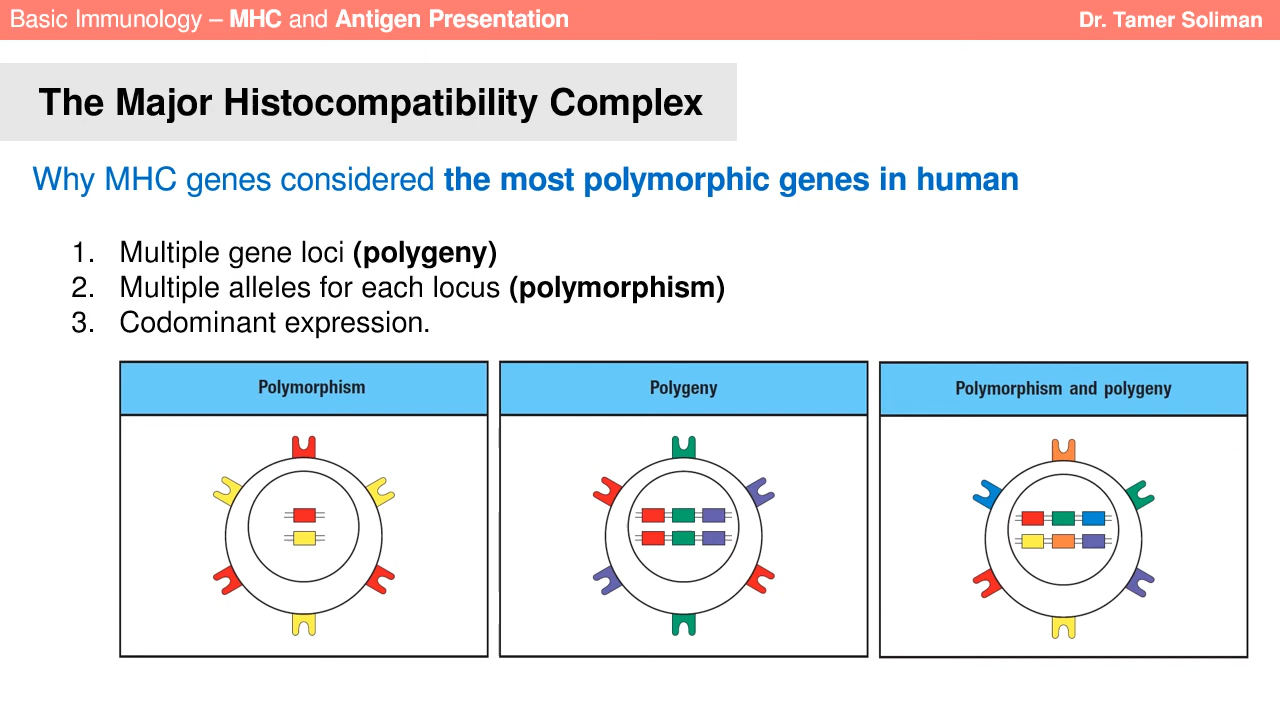 Basic Immunology – MHC and Antigen Presentation
Dr. Tamer Soliman
The Major Histocompatibility Complex
Why MHC genes considered the most polymorphic genes in human
1. Multiple gene loci (polygeny)
2. Multiple alleles for each locus (polymorphism)
3. Codominant expression.
Polymorphism
Polygeny
Polymorphism and polygeny